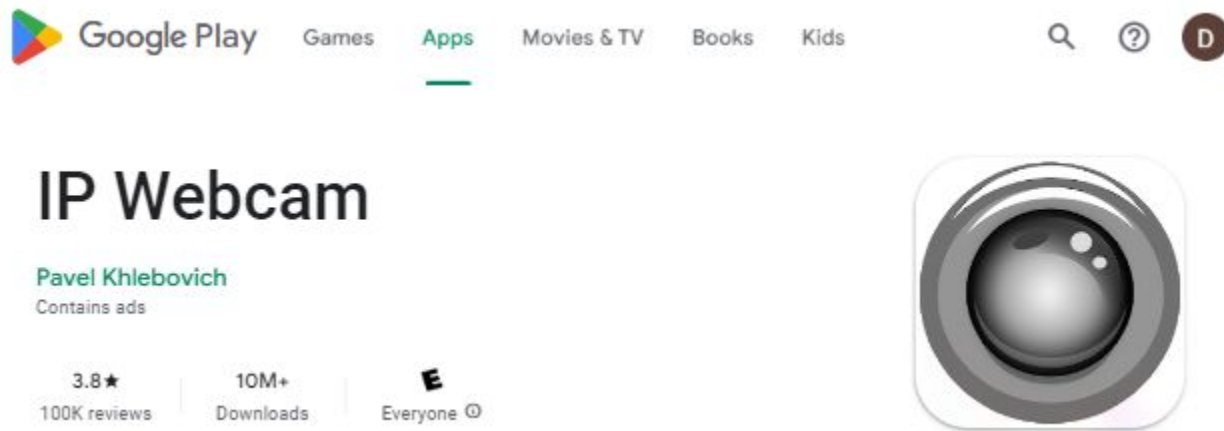 Google Play Games Apps Movies & TV Books Kids D
IP Webcam
Pavel Khlebovich
Contains ads
3.8★ 10M+ E
100K reviews Downloads Everyone